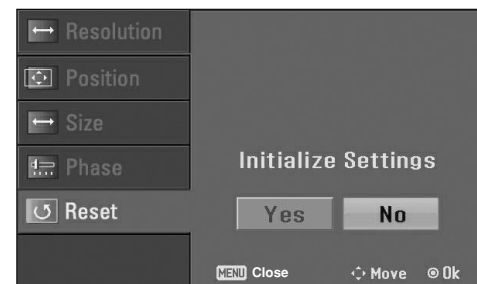 Resolution
Position
Size
Phase
Reset
Initialize Settings
Yes No
MENU Close Move Ok